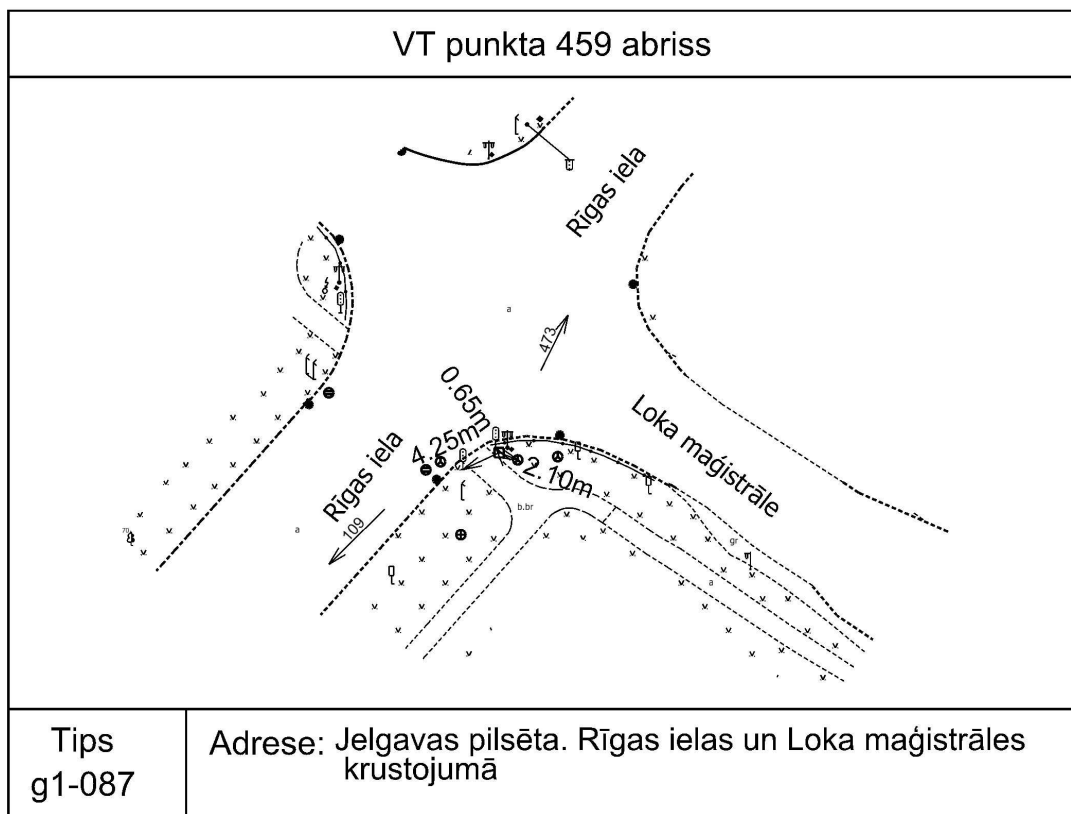 VT punkta 459 abriss
Rīgas iela
a
473
0.65m
4.25m
Loka maģistrāle
Rīgas iela
2.10m
b.br
109
a
gr
a
Tips
g1-087
Adrese: Jelgavas pilsēta. Rīgas ielas un Loka maģistrāles
krustojumā